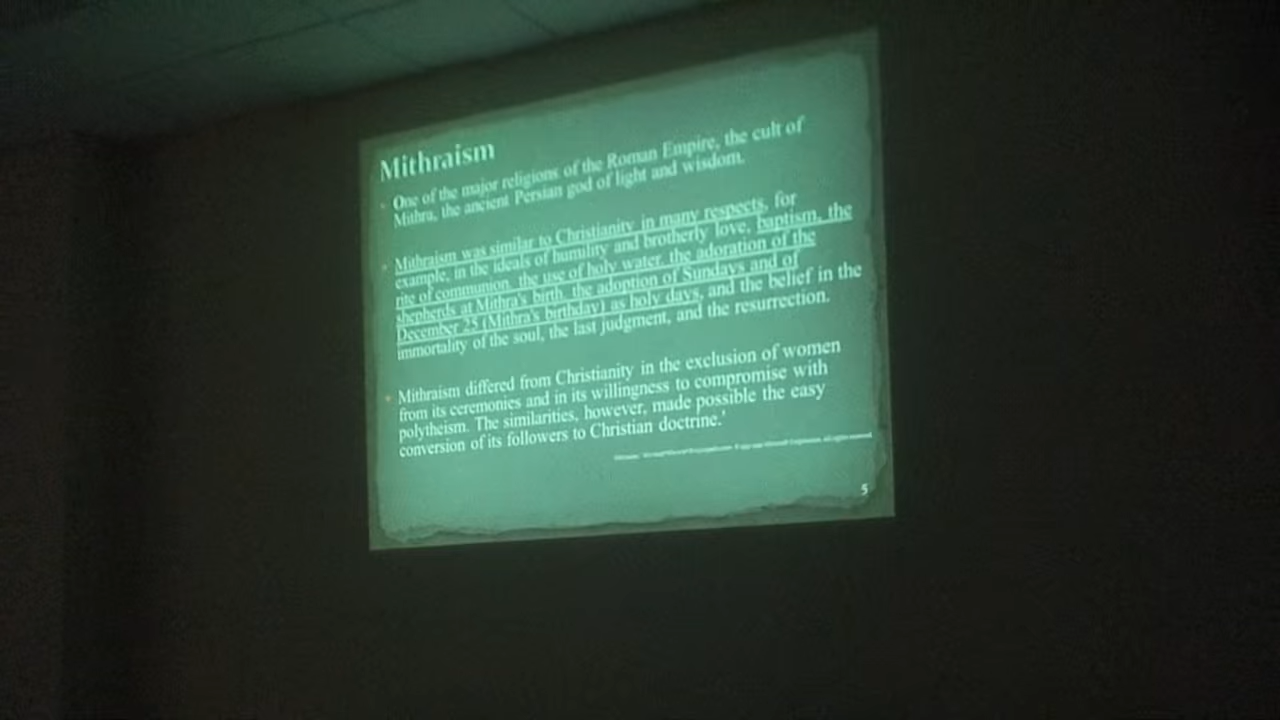 Mithraism
One of the major religions of the Roman Empire, the cult of
Mithra, the ancient Persian god of light and wisdom.
Mithraism was similar to Christianity in many respects, for
example, in the ideals of humility and brotherly love, baptism, the
rite of communion, the use of holy water, the adoration of the
shepherds at Mithra's birth, the adoption of Sundays and of
December 25 (Mithra's birthday) as holy days, and the belief in the
immortality of the soul, the last judgment, and the resurrection.
Mithraism differed from Christianity in the exclusion of women
from its ceremonies and in its willingness to compromise with
polytheism. The similarities, however, made possible the easy
conversion of its followers to Christian doctrine.'
5